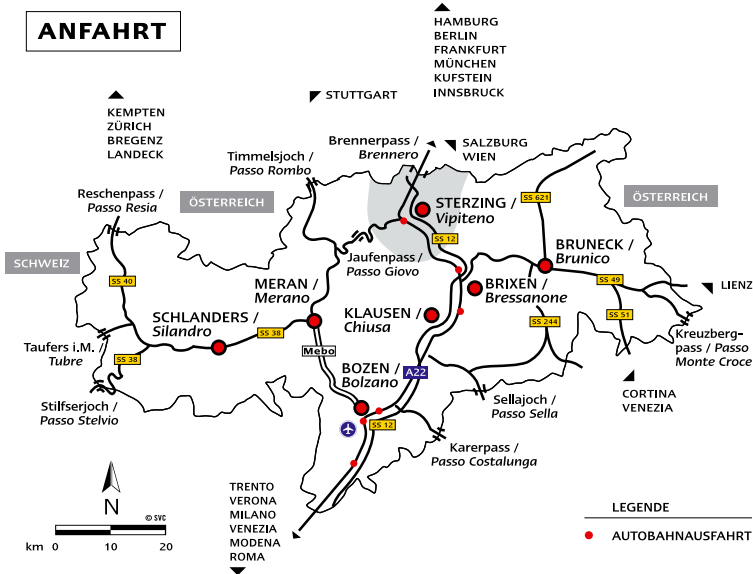 ANFAHRT
HAMBURG
BERLIN
FRANKFURT
MÜNCHEN
KUFSTEIN
INNSBRUCK
STUTTGART
KEMPTEN
ZÜRICH
BREGENZ
LANDECK
Brennerpass /
Brennero
SALZBURG
WIEN
Timmelsjoch /
Passo Rombo
Reschenpass /
Passo Resia
ÖSTERREICH
ÖSTERREICH
STERZING /
Vipiteno
SS 621
SS 12
SCHWEIZ
Jaufenpass /
Passo Giovo
BRUNECK /
Brunico
SS 40
MERAN /
Merano
BRIXEN /
Bressanone
SS 49
LIENZ
SCHLANDERS /
Silandro
SS 38
KLAUSEN /
Chiusa
SS 244
SS 51
Kreuzberg-
pass / Passo
Monte Croce
Taufers i.M. /
Tubre
SS 38
Mebo
BOZEN /
Bolzano
A22
Stilfserjoch /
Passo Stelvio
Sellajoch /
Passo Sella
CORTINA
VENEZIA
SS 12
Karerpass /
Passo Costalunga
TRENTO
VERONA
MILANO
VENEZIA
MODENA
ROMA
N
© SVC
km 0 10 20
LEGENDE
AUTOBAHNAUSFAHRT